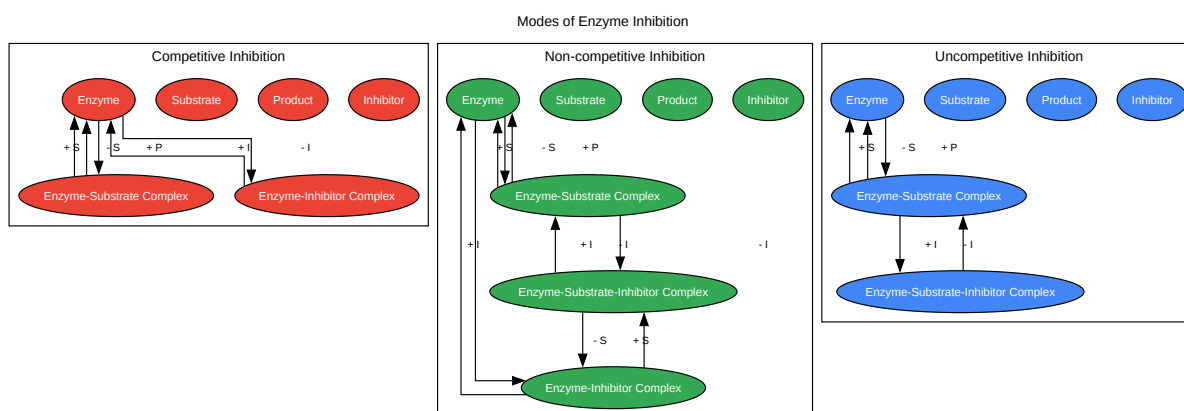 Modes of Enzyme Inhibition
Competitive Inhibition
Enzyme
Substrate
Product
Inhibitor
+ S
- S
+ P
+ I
- I
Enzyme-Substrate Complex
Enzyme-Inhibitor Complex
Non-competitive Inhibition
Enzyme
Substrate
Product
Inhibitor
+ S
- S
+ P
Enzyme-Substrate Complex
+ I
+ I
- I
- I
Enzyme-Substrate-Inhibitor Complex
- S
+ S
Enzyme-Inhibitor Complex
Uncompetitive Inhibition
Enzyme
Substrate
Product
Inhibitor
+ S
- S
+ P
Enzyme-Substrate Complex
+ I
- I
Enzyme-Substrate-Inhibitor Complex